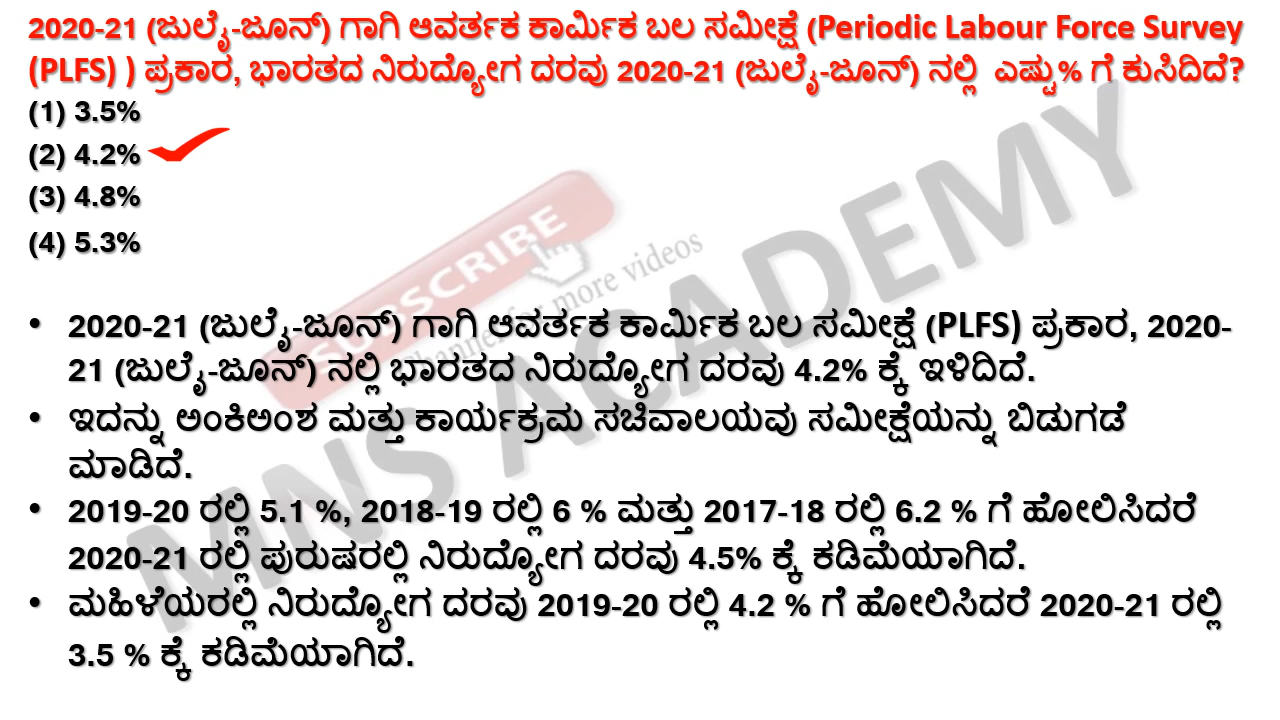 2020-21 (ಜುಲೈ-ಜೂನ್) ಗಾಗಿ ಆವರ್ತಕ ಕಾರ್ಮಿಕ ಬಲ ಸಮೀಕ್ಷೆ (Periodic Labour Force Survey
(PLFS) ) ಪ್ರಕಾರ, ಭಾರತದ ನಿರುದ್ಯೋಗ ದರವು 2020-21 (ಜುಲೈ-ಜೂನ್) ನಲ್ಲಿ ಎಷ್ಟು% ಗೆ ಕುಸಿದಿದೆ?
(1) 3.5%
(2) 4.2%
(3) 4.8%
(4) 5.3%
SUBSCRIBE
Channel for more videos
MNS ACADEMY
• 2020-21 (ಜುಲೈ-ಜೂನ್) ಗಾಗಿ ಆವರ್ತಕ ಕಾರ್ಮಿಕ ಬಲ ಸಮೀಕ್ಷೆ (PLFS) ಪ್ರಕಾರ, 2020-
21 (ಜುಲೈ-ಜೂನ್) ನಲ್ಲಿ ಭಾರತದ ನಿರುದ್ಯೋಗ ದರವು 4.2% ಕ್ಕೆ ಇಳಿದಿದೆ.
• ಇದನ್ನು ಅಂಕಿಅಂಶ ಮತ್ತು ಕಾರ್ಯಕ್ರಮ ಸಚಿವಾಲಯವು ಸಮೀಕ್ಷೆಯನ್ನು ಬಿಡುಗಡೆ
ಮಾಡಿದೆ.
• 2019-20 ರಲ್ಲಿ 5.1 %, 2018-19 ರಲ್ಲಿ 6 % ಮತ್ತು 2017-18 ರಲ್ಲಿ 6.2 % ಗೆ ಹೋಲಿಸಿದರೆ
2020-21 ರಲ್ಲಿ ಪುರುಷರಲ್ಲಿ ನಿರುದ್ಯೋಗ ದರವು 4.5% ಕ್ಕೆ ಕಡಿಮೆಯಾಗಿದೆ.
• ಮಹಿಳೆಯರಲ್ಲಿ ನಿರುದ್ಯೋಗ ದರವು 2019-20 ರಲ್ಲಿ 4.2 % ಗೆ ಹೋಲಿಸಿದರೆ 2020-21 ರಲ್ಲಿ
3.5 % ಕ್ಕೆ ಕಡಿಮೆಯಾಗಿದೆ.